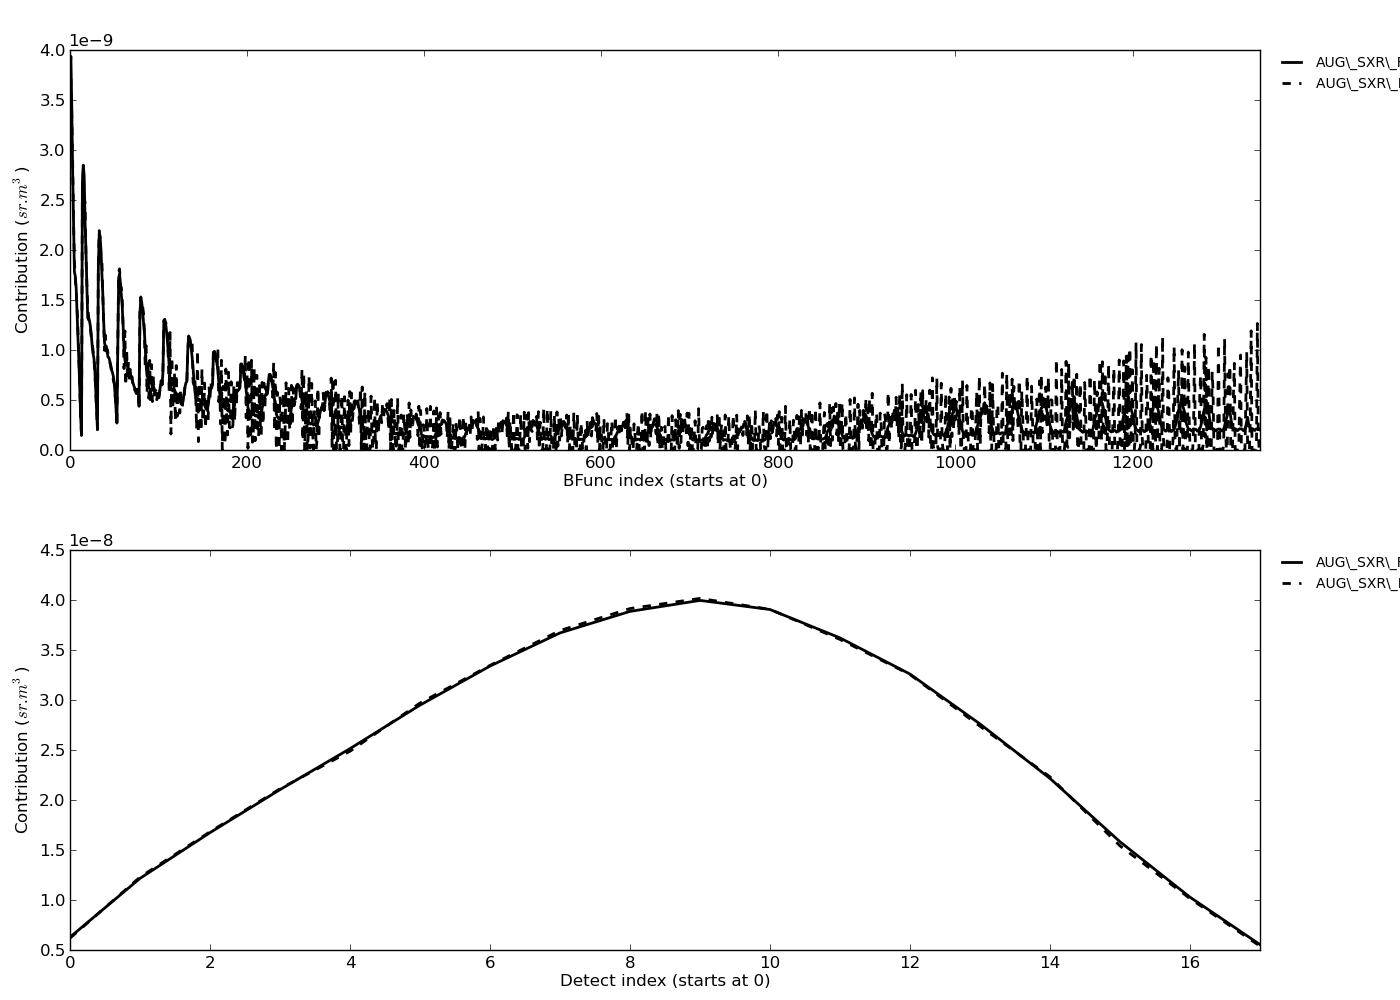 1e−9
4.0
3.5
3.0
2.5
2.0
1.5
1.0
0.5
0.0
Contribution (sr.m³)
0 200 400 600 800 1000 1200
BFunc index (starts at 0)
AUG\_SXR\_
AUG\_SXR\_
1e−8
4.5
4.0
3.5
3.0
2.5
2.0
1.5
1.0
0.5
Contribution (sr.m³)
0 2 4 6 8 10 12 14 16
Detect index (starts at 0)
AUG\_SXR\_
AUG\_SXR\_